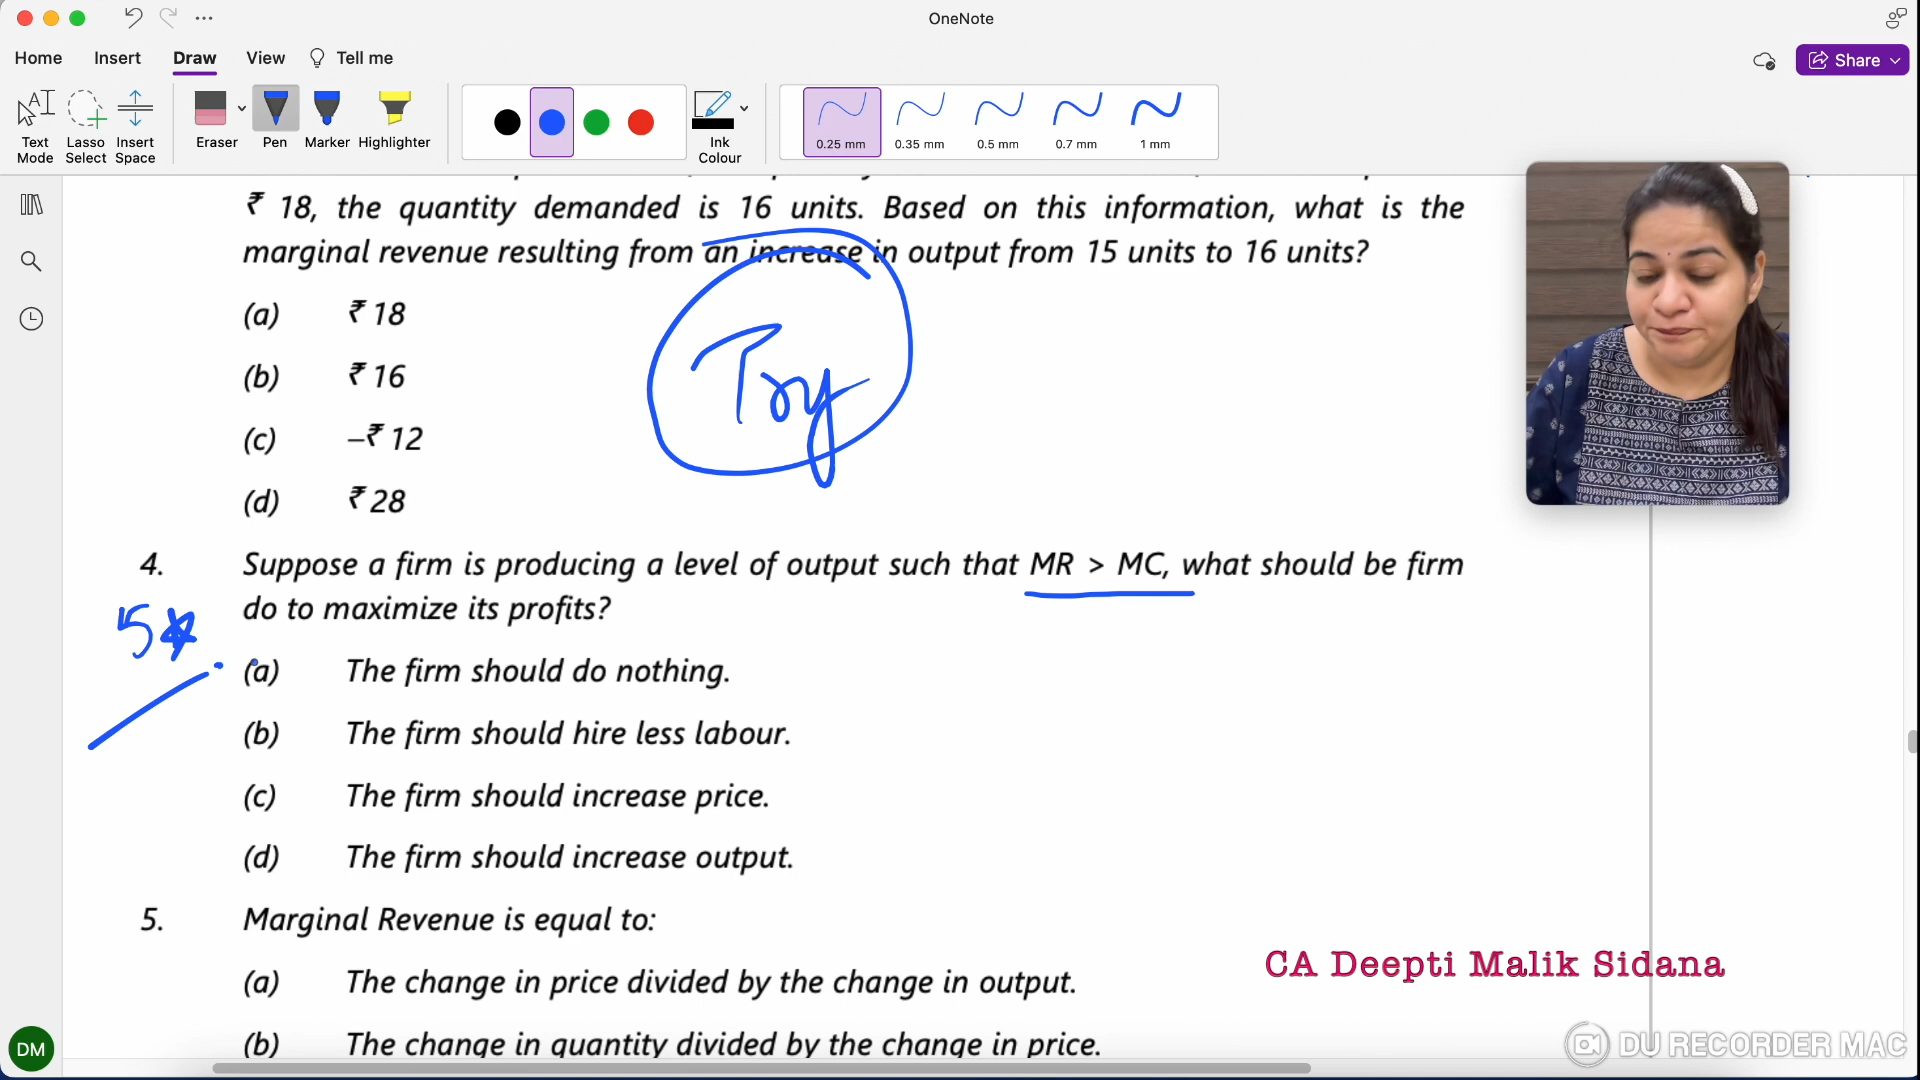 OneNote
Home Insert Draw View Tell me
Share
Text Mode
Lasso Select
Insert Space
Eraser
Pen
Marker
Highlighter
Ink Colour
0.25 mm
0.35 mm
0.5 mm
0.7 mm
1 mm
₹ 18, the quantity demanded is 16 units. Based on this information, what is the
marginal revenue resulting from an increase in output from 15 units to 16 units?
(a) ₹ 18
(b) ₹ 16
(c) –₹ 12
(d) ₹ 28
Try
4. Suppose a firm is producing a level of output such that MR > MC, what should be firm
do to maximize its profits?
5
(a) The firm should do nothing.
(b) The firm should hire less labour.
(c) The firm should increase price.
(d) The firm should increase output.
5. Marginal Revenue is equal to:
(a) The change in price divided by the change in output.
(b) The change in quantity divided by the change in price.
CA Deepti Malik Sidana
DM
DU RECORDER MAC